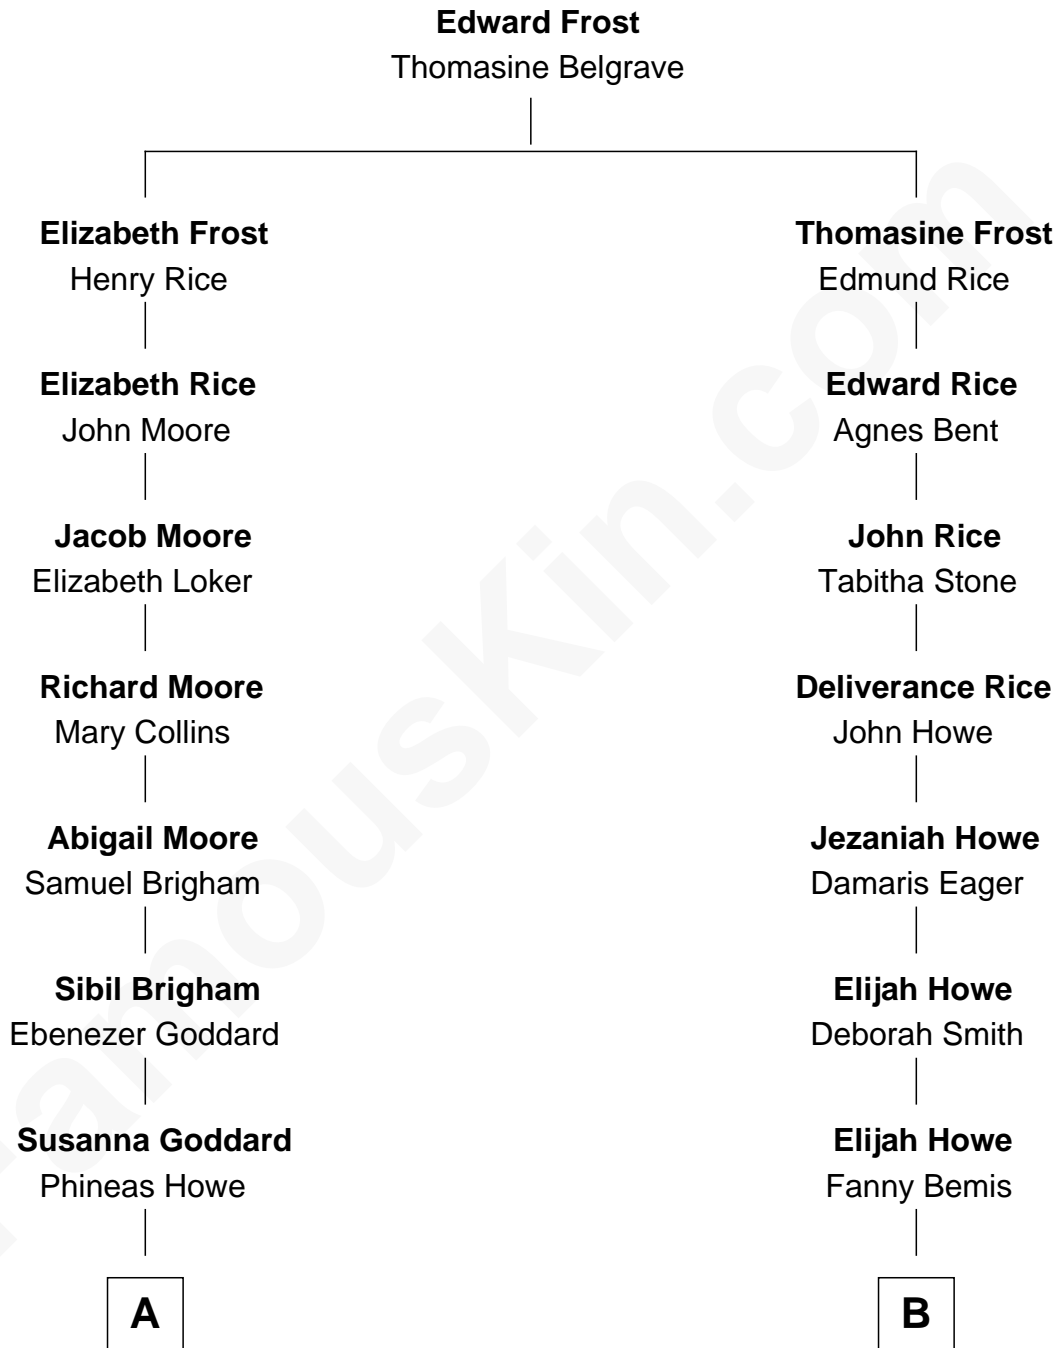 Edward Frost
Thomasine Belgrave
Elizabeth Frost
Henry Rice
Elizabeth Rice
John Moore
Jacob Moore
Elizabeth Loker
Richard Moore
Mary Collins
Abigail Moore
Samuel Brigham
Sibil Brigham
Ebenezer Goddard
Susanna Goddard
Phineas Howe
A
Thomasine Frost
Edmund Rice
Edward Rice
Agnes Bent
John Rice
Tabitha Stone
Deliverance Rice
John Howe
Jezaniah Howe
Damaris Eager
Elijah Howe
Deborah Smith
Elijah Howe
Fanny Bemis
B
FamousKin.com